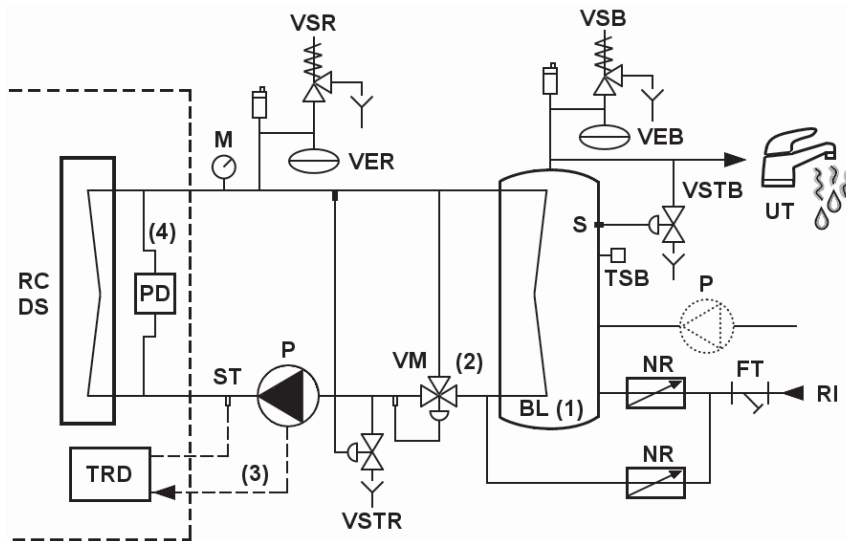 VSR
VSB
M
VER
VEB
VSTB
UT
(4)
S
RC
DS
PD
TSB
P
ST
P
VM
(2)
NR
FT
BL (1)
RI
TRD
(3)
NR
VSTR